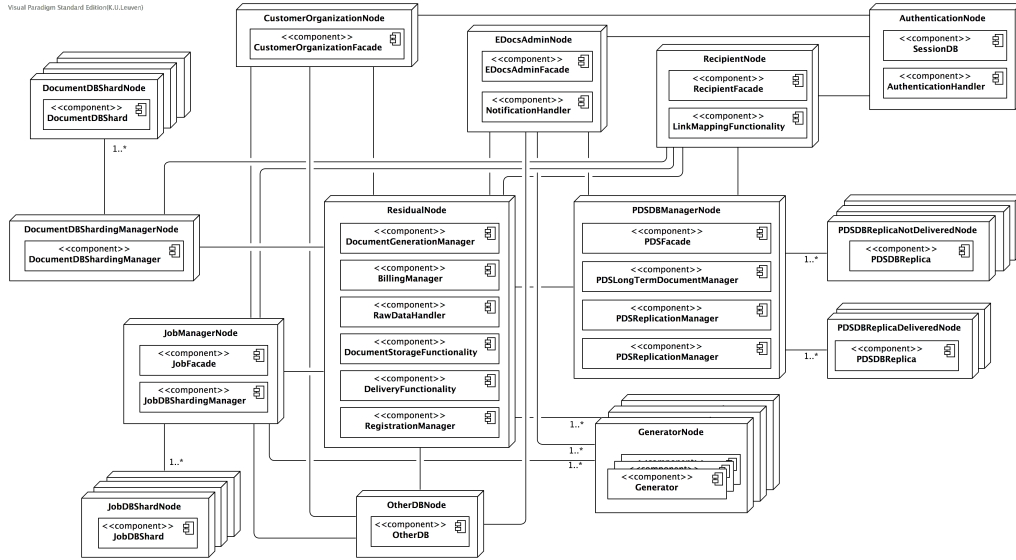 Visual Paradigm Standard Edition(K.U.Leuven)
CustomerOrganizationNode
<<component>>
CustomerOrganizationFacade
EDocsAdminNode
<<component>>
EDocsAdminFacade
<<component>>
NotificationHandler
AuthenticationNode
<<component>>
SessionDB
<<component>>
AuthenticationHandler
RecipientNode
<<component>>
RecipientFacade
<<component>>
LinkMappingFunctionality
DocumentDBShardNode
<<component>>
DocumentDBShard
1..*
DocumentDBShardingManagerNode
<<component>>
DocumentDBShardingManager
ResidualNode
<<component>>
DocumentGenerationManager
<<component>>
BillingManager
<<component>>
RawDataHandler
<<component>>
DocumentStorageFunctionality
<<component>>
DeliveryFunctionality
<<component>>
RegistrationManager
PDSDBManagerNode
<<component>>
PDSFacade
<<component>>
PDSLongTermDocumentManager
<<component>>
PDSReplicationManager
<<component>>
PDSReplicationManager
PDSDBReplicaNotDeliveredNode
<<component>>
PDSDBReplica
1..*
PDSDBReplicaDeliveredNode
<<component>>
PDSDBReplica
1..*
JobManagerNode
<<component>>
JobFacade
<<component>>
JobDBShardingManager
1..*
JobDBShardNode
<<component>>
JobDBShard
OtherDBNode
<<component>>
OtherDB
1..*
1..*
1..*
GeneratorNode
<<component>>
<<component>>
<<component>>
Generator